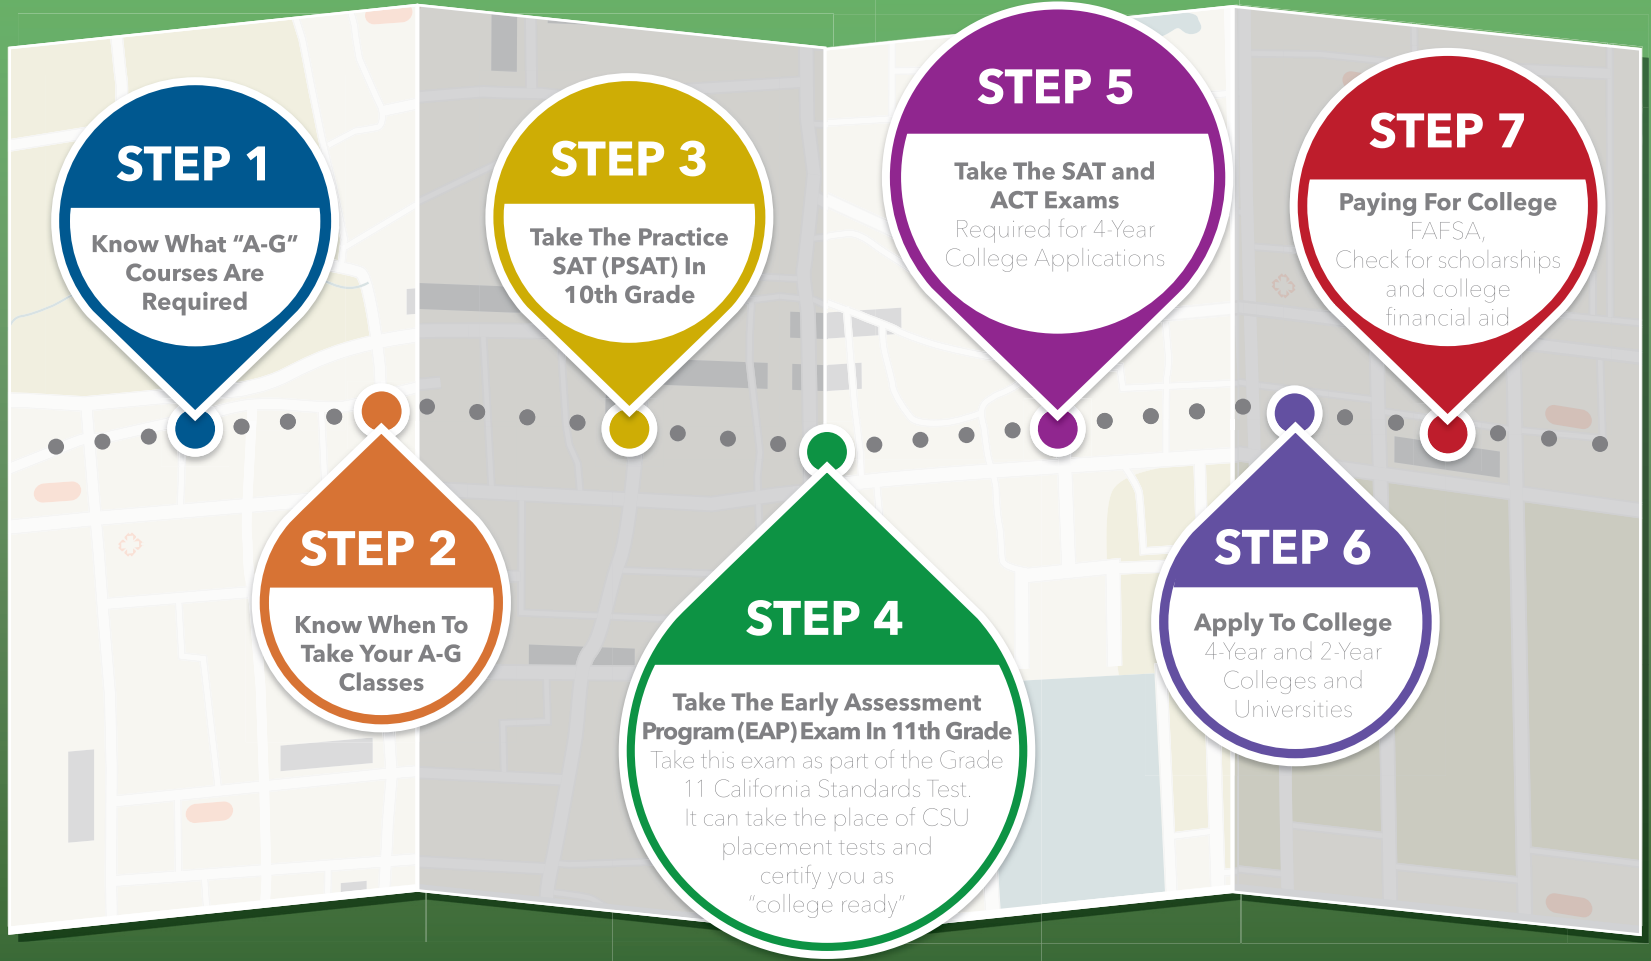 STEP 1
Know What “A-G”
Courses Are
Required
STEP 2
Know When To
Take Your A-G
Classes
STEP 3
Take The Practice
SAT (PSAT) In
10th Grade
STEP 4
Take The Early Assessment
Program (EAP) Exam In 11th Grade
Take this exam as part of the Grade
11 California Standards Test.
It can take the place of CSU
placement tests and
certify you as
“college ready”
STEP 5
Take The SAT and
ACT Exams
Required for 4-Year
College Applications
STEP 6
Apply To College
4-Year and 2-Year
Colleges and
Universities
STEP 7
Paying For College
FAFSA,
Check for scholarships
and college
financial aid